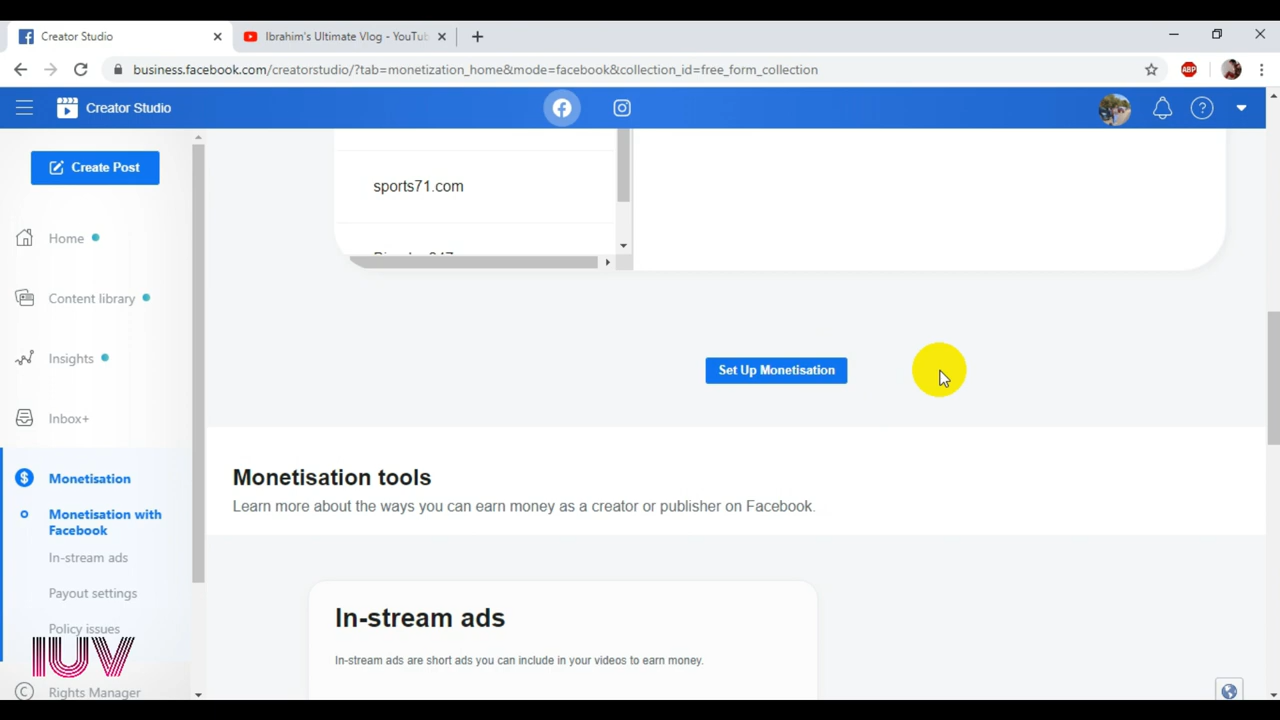 Creator Studio
Ibrahim's Ultimate Vlog - YouTub
business.facebook.com/creatorstudio/?tab=monetization_home&mode=facebook&collection_id=free_form_collection
ABP
Creator Studio
Create Post
Home
Content library
Insights
Inbox+
Monetisation
Monetisation with
Facebook
In-stream ads
Payout settings
Policy issues
Rights Manager
IUV
sports71.com
Set Up Monetisation
Monetisation tools
Learn more about the ways you can earn money as a creator or publisher on Facebook.
In-stream ads
In-stream ads are short ads you can include in your videos to earn money.